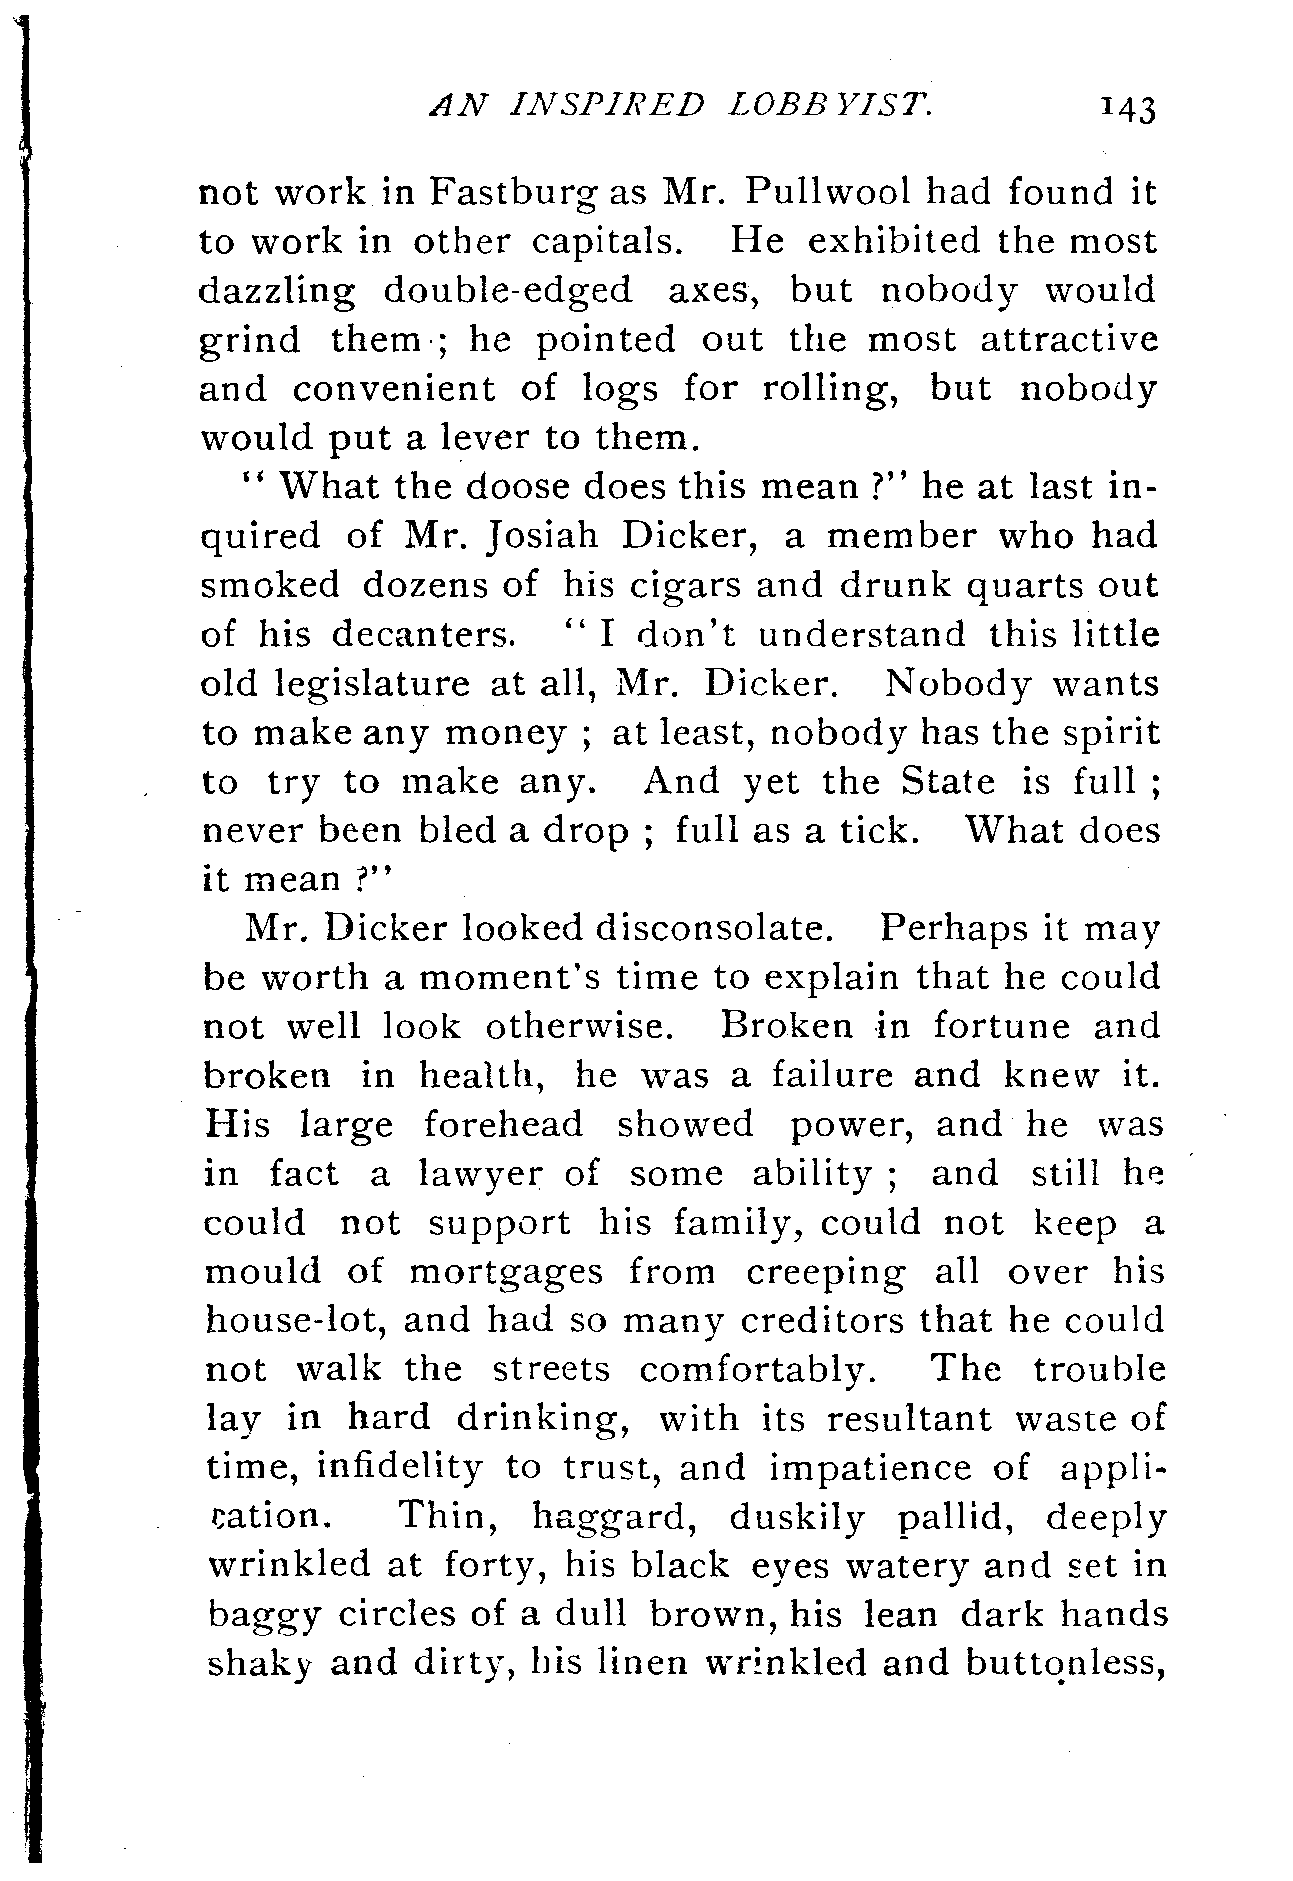 AN INSPIRED LOBBYIST. 143
not work in Fastburg as Mr. Pullwool had found it
to work in other capitals. He exhibited the most
dazzling double-edged axes, but nobody would
grind them; he pointed out the most attractive
and convenient of logs for rolling, but nobody
would put a lever to them.
“What the doose does this mean?” he at last in-
quired of Mr. Josiah Dicker, a member who had
smoked dozens of his cigars and drunk quarts out
of his decanters. “I don't understand this little
old legislature at all, Mr. Dicker. Nobody wants
to make any money; at least, nobody has the spirit
to try to make any. And yet the State is full;
never been bled a drop; full as a tick. What does
it mean?”
Mr. Dicker looked disconsolate. Perhaps it may
be worth a moment's time to explain that he could
not well look otherwise. Broken in fortune and
broken in health, he was a failure and knew it.
His large forehead showed power, and he was
in fact a lawyer of some ability; and still he
could not support his family, could not keep a
mould of mortgages from creeping all over his
house-lot, and had so many creditors that he could
not walk the streets comfortably. The trouble
lay in hard drinking, with its resultant waste of
time, infidelity to trust, and impatience of appli-
cation. Thin, haggard, duskily pallid, deeply
wrinkled at forty, his black eyes watery and set in
baggy circles of a dull brown, his lean dark hands
shaky and dirty, his linen wrinkled and buttonless,